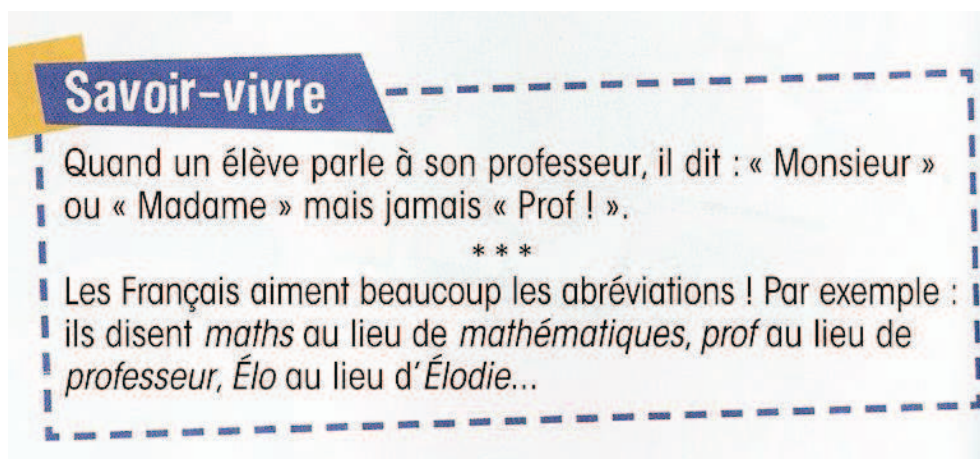 Savoir-vivre
Quand un élève parle à son professeur, il dit : « Monsieur »
ou « Madame » mais jamais « Prof ! ».
* * *
Les Français aiment beaucoup les abréviations ! Par exemple :
ils disent maths au lieu de mathématiques, prof au lieu de
professeur, Élo au lieu d'Élodie...